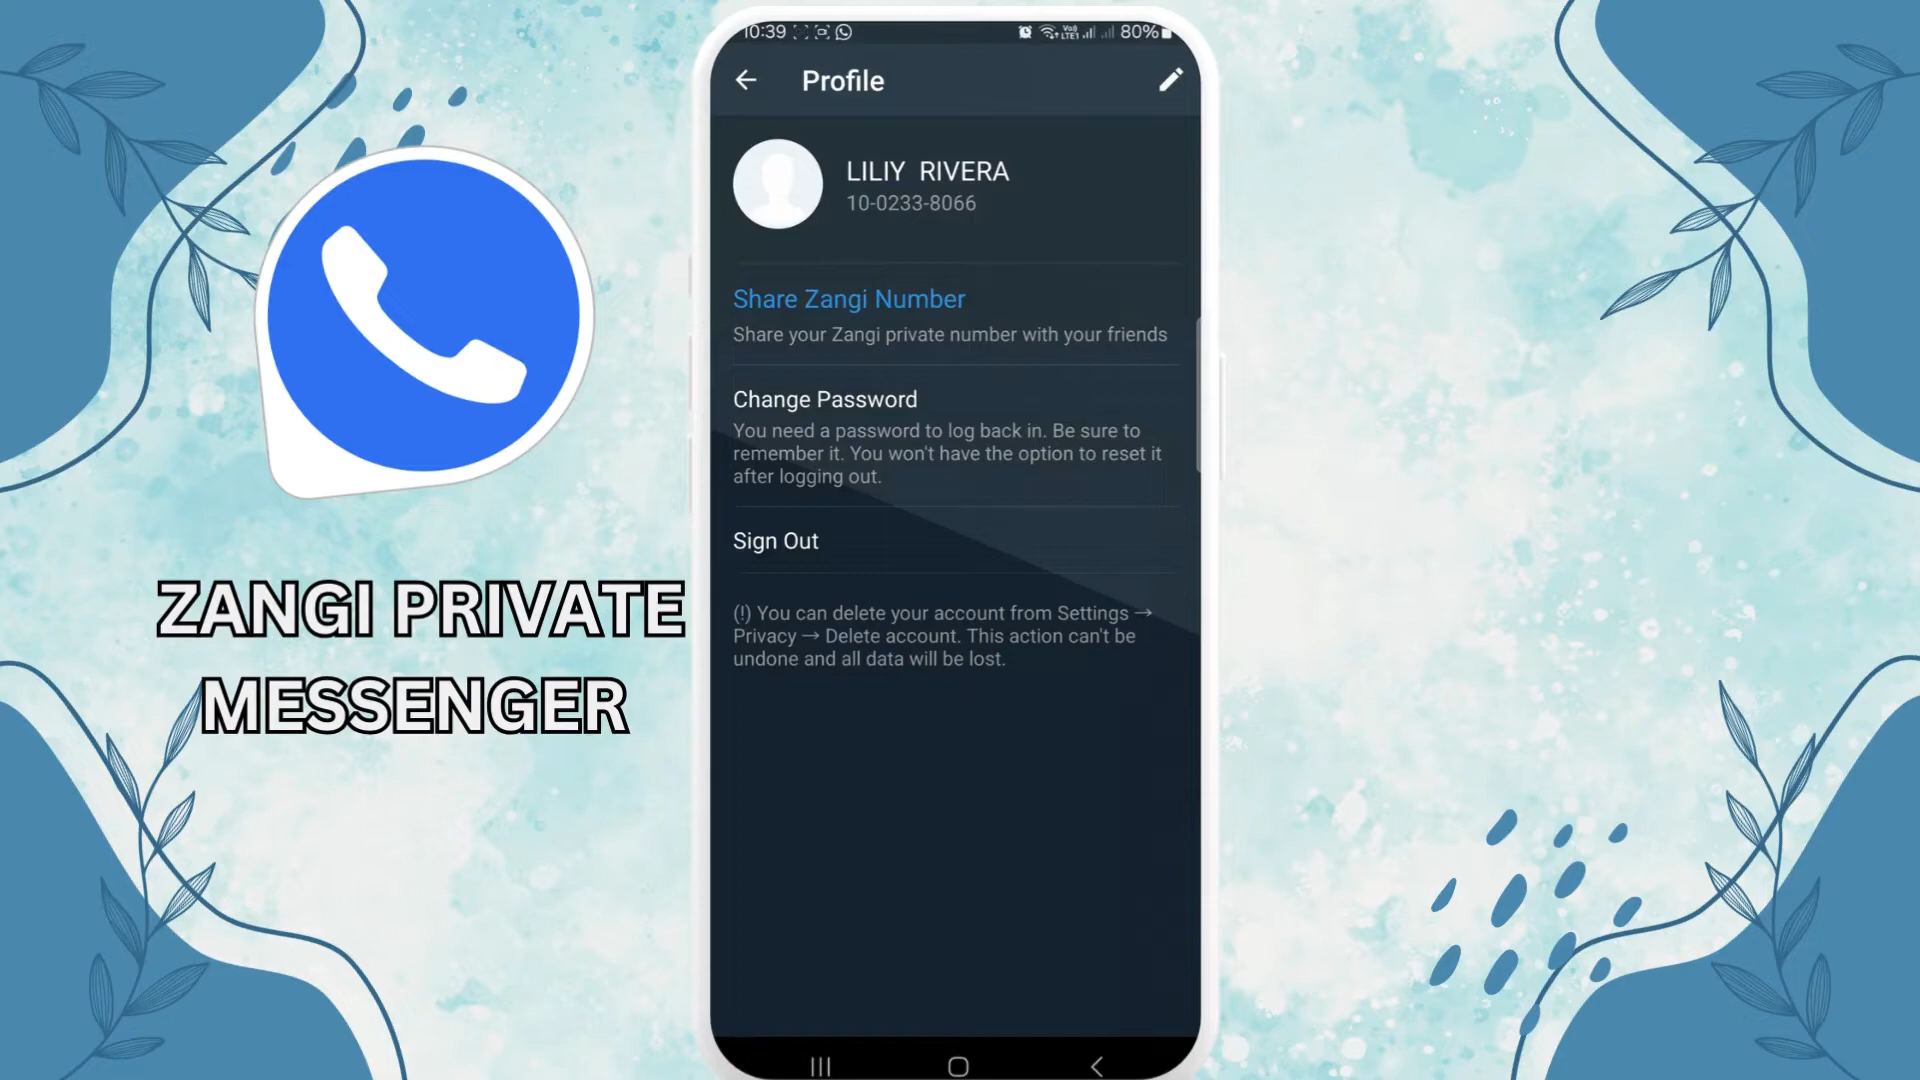 10:39
Vo))
LTE1
80%
Profile
LILIY RIVERA
10-0233-8066
Share Zangi Number
Share your Zangi private number with your friends
Change Password
You need a password to log back in. Be sure to
remember it. You won't have the option to reset it
after logging out.
Sign Out
(!) You can delete your account from Settings →
Privacy → Delete account. This action can't be
undone and all data will be lost.
ZANGI PRIVATE
MESSENGER